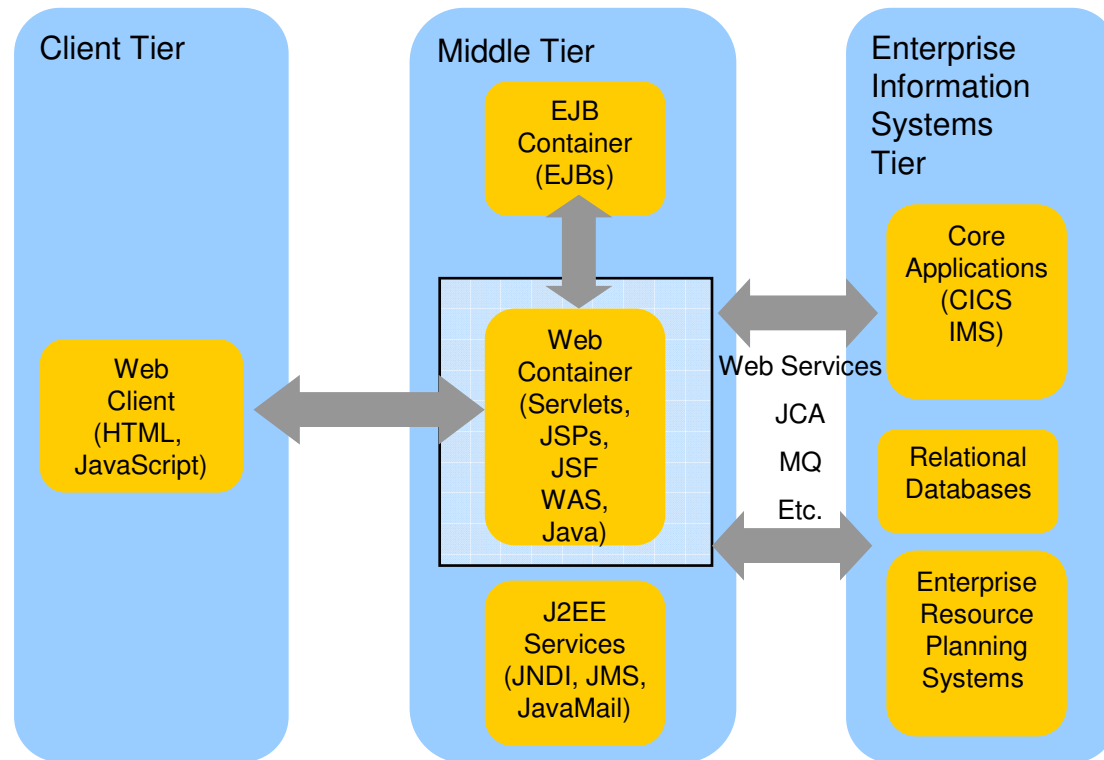 Client Tier
Web
Client
(HTML,
JavaScript)
Middle Tier
EJB
Container
(EJBs)
Web
Container
(Servlets,
JSPs,
JSF
WAS,
Java)
J2EE
Services
(JNDI, JMS,
JavaMail)
Web Services
JCA
MQ
Etc.
Enterprise
Information
Systems
Tier
Core
Applications
(CICS
IMS)
Relational
Databases
Enterprise
Resource
Planning
Systems